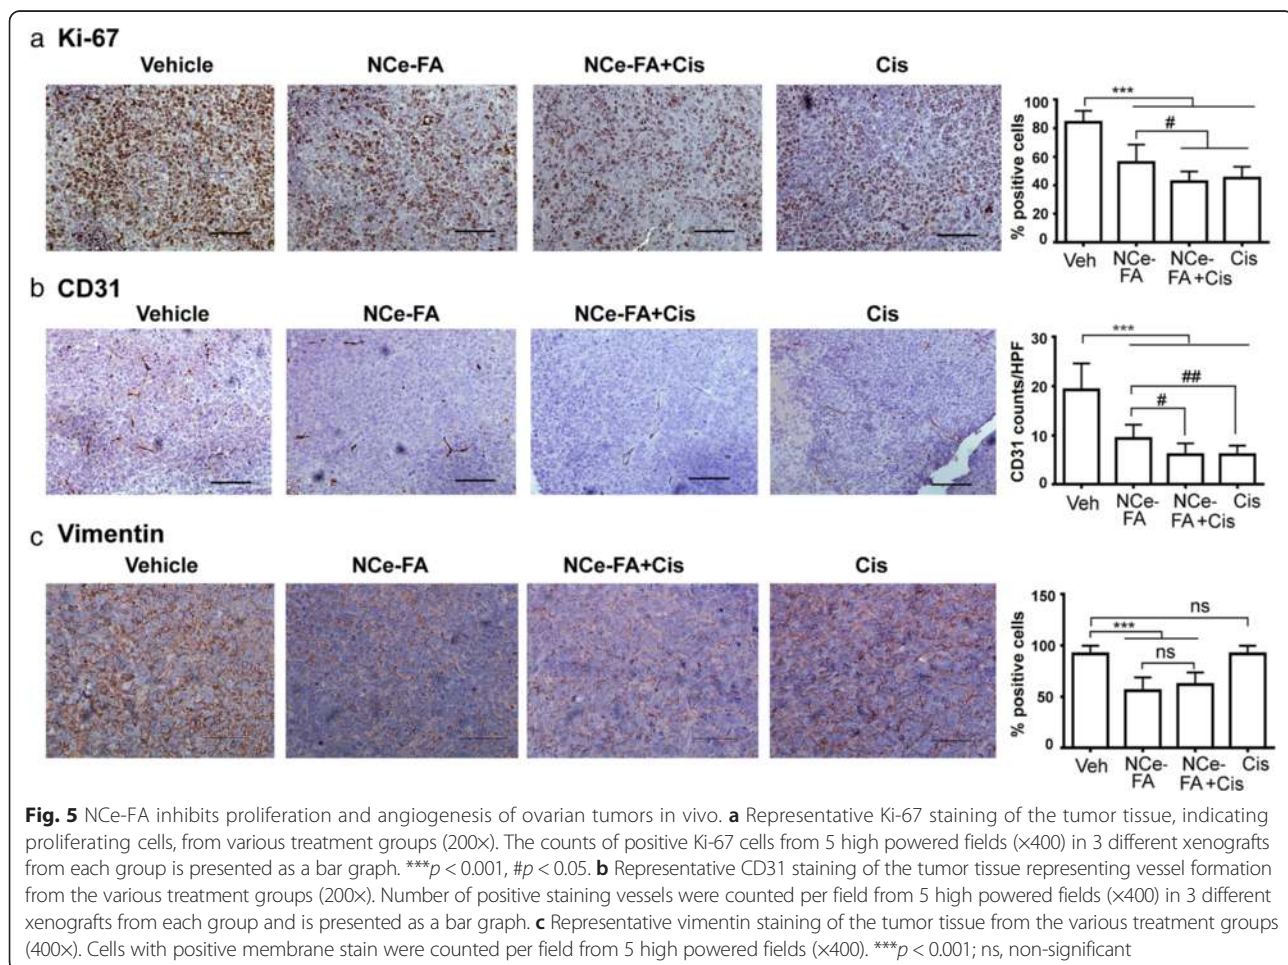 a Ki-67
Vehicle NCe-FA NCe-FA+Cis Cis
% positive cells
100
80
60
40
20
0
***
#
Veh NCe-FA NCe-FA+Cis Cis
b CD31
Vehicle NCe-FA NCe-FA+Cis Cis
CD31 counts/HPF
30
20
10
0
***
##
#
Veh NCe-FA NCe-FA+Cis Cis
c Vimentin
Vehicle NCe-FA NCe-FA+Cis Cis
% positive cells
150
100
50
0
ns
***
ns
Veh NCe-FA NCe-FA+Cis Cis
Fig. 5 NCe-FA inhibits proliferation and angiogenesis of ovarian tumors in vivo. a Representative Ki-67 staining of the tumor tissue, indicating
proliferating cells, from various treatment groups (200×). The counts of positive Ki-67 cells from 5 high powered fields (×400) in 3 different xenografts
from each group is presented as a bar graph. ***p < 0.001, #p < 0.05. b Representative CD31 staining of the tumor tissue representing vessel formation
from the various treatment groups (200×). Number of positive staining vessels were counted per field from 5 high powered fields (×400) in 3 different
xenografts from each group and is presented as a bar graph. c Representative vimentin staining of the tumor tissue from the various treatment groups
(400×). Cells with positive membrane stain were counted per field from 5 high powered fields (×400). ***p < 0.001; ns, non-significant